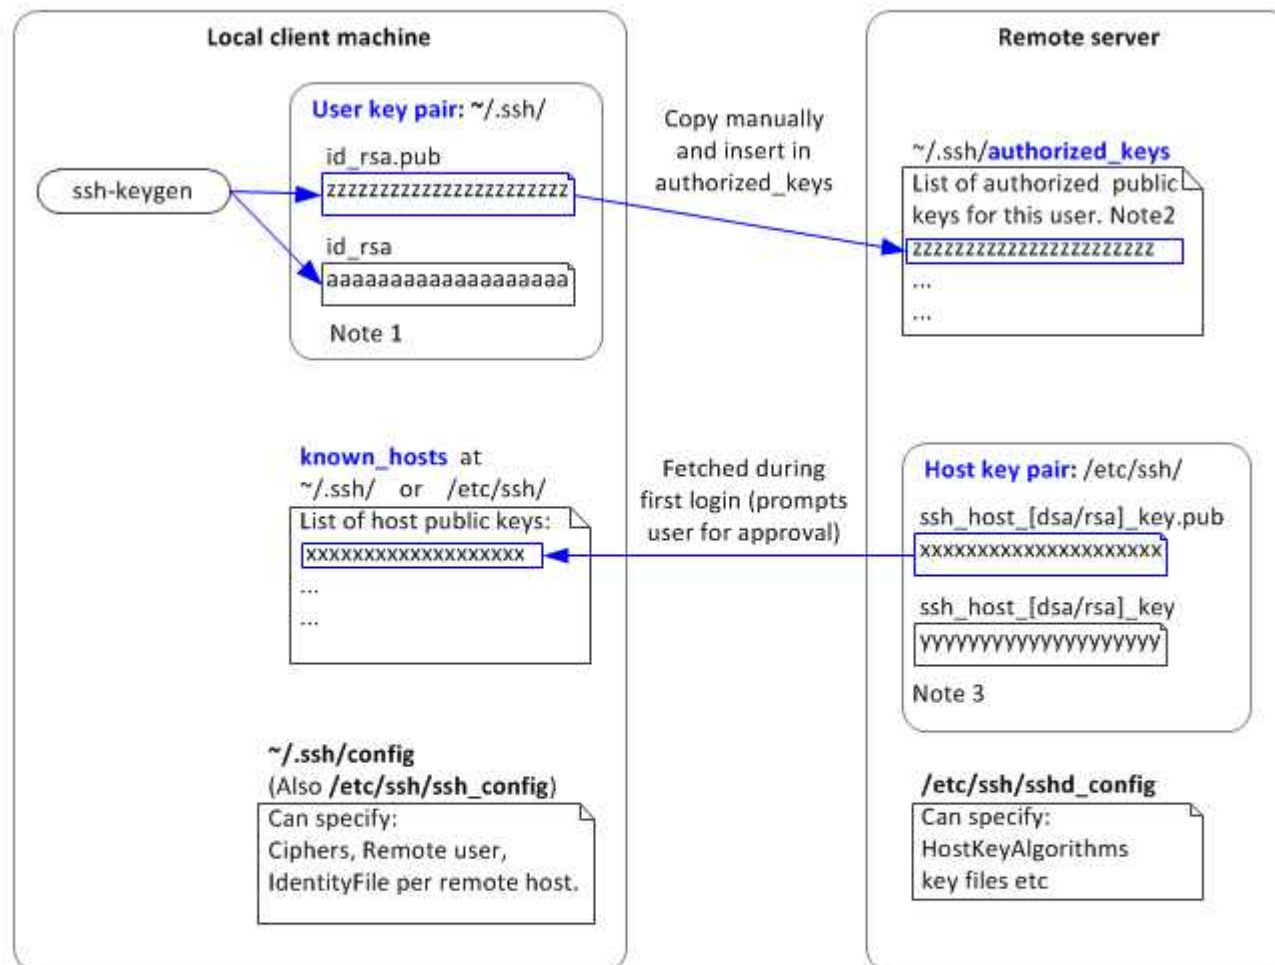 Local client machine
User key pair: ~/.ssh/
id_rsa.pub
zzzzzzzzzzzzzzzzzzzzzzz
ssh-keygen
id_rsa
aaaaaaaaaaaaaaaaaaa
Note 1
Copy manually
and insert in
authorized_keys
Remote server
~/.ssh/authorized_keys
List of authorized public
keys for this user. Note2
zzzzzzzzzzzzzzzzzzzzzzz
...
...
known_hosts at
~/.ssh/ or /etc/ssh/
List of host public keys:
xxxxxxxxxxxxxxxxxxx
...
...
Fetched during
first login (prompts
user for approval)
Host key pair: /etc/ssh/
ssh_host_[dsa/rsa]_key.pub
xxxxxxxxxxxxxxxxxxxxx
ssh_host_[dsa/rsa]_key
yyyyyyyyyyyyyyyyyyyyy
Note 3
~/.ssh/config
(Also /etc/ssh/ssh_config)
Can specify:
Ciphers, Remote user,
IdentityFile per remote host.
/etc/ssh/sshd_config
Can specify:
HostKeyAlgorithms
key files etc